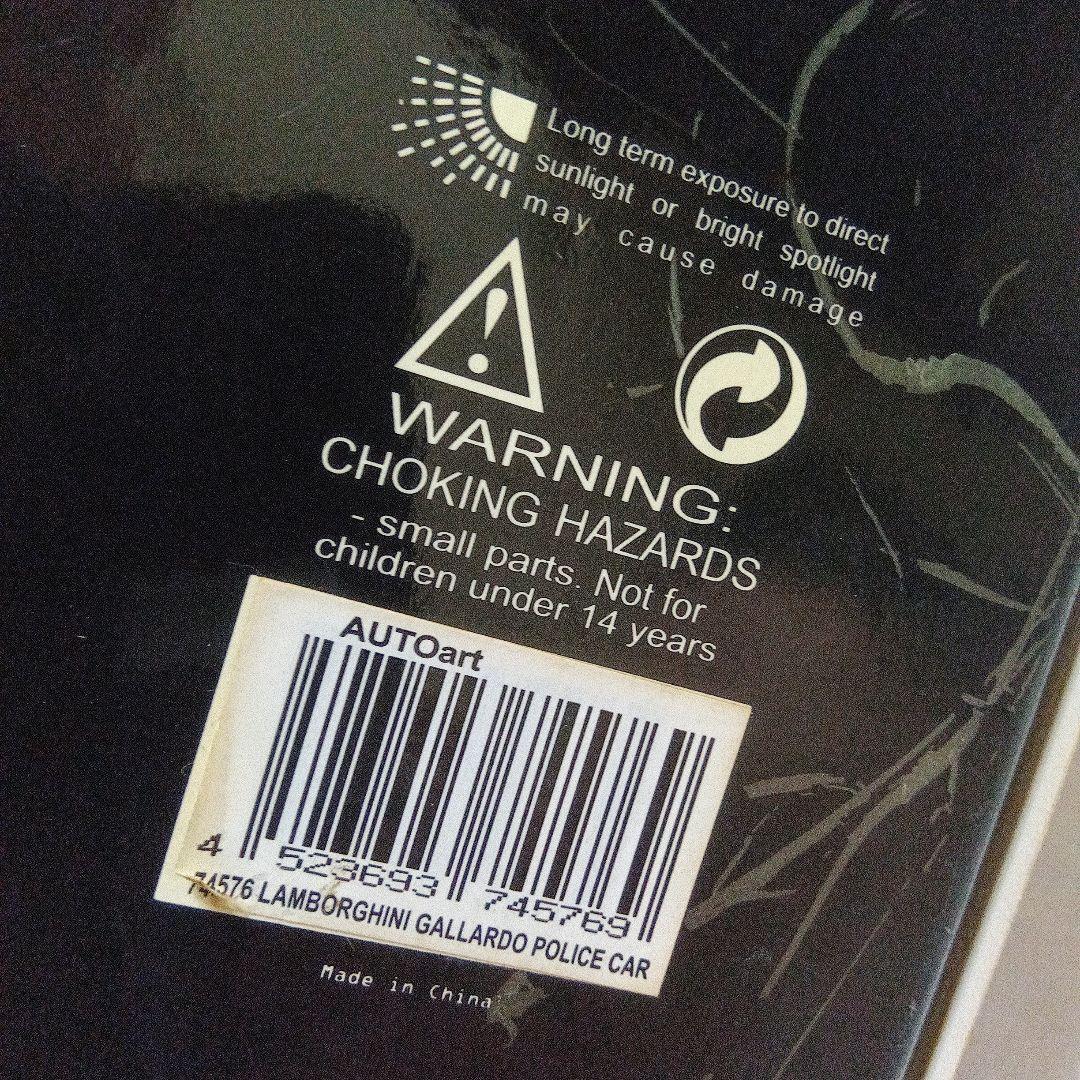 Long term exposure to direct
sunlight or bright spotlight
may cause damage
WARNING:
CHOKING HAZARDS
- small parts. Not for
children under 14 years
AUTOart
4 523693 745769
74576 LAMBORGHINI GALLARDO POLICE CAR
Made in China